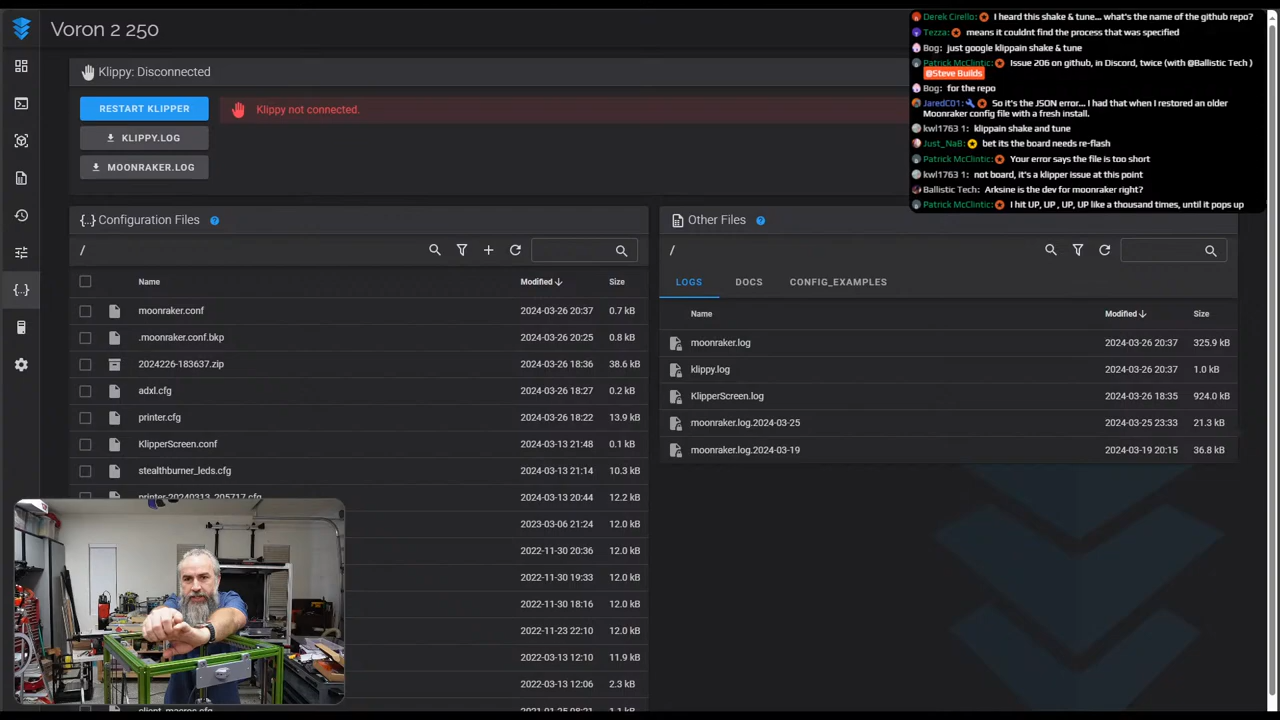 Voron 2 250
Derek Cirello: I heard this shake & tune... what's the name of the github repo?
Tezza: means it couldnt find the process that was specified
Bog: just google klippain shake & tune
Patrick McClintic: Issue 206 on github, in Discord, twice (with @Ballistic Tech )
@Steve Builds
Bog: for the repo
JaredC01: So it's the JSON error... I had that when I restored an older
Moonraker config file with a fresh install.
kwl1763 1: klippain shake and tune
Just_NaB: bet its the board needs re-flash
Patrick McClintic: Your error says the file is too short
kwl1763 1: not board, it's a klipper issue at this point
Ballistic Tech: Arksine is the dev for moonraker right?
Patrick McClintic: I hit UP, UP , UP, UP like a thousand times, until it pops up
Klippy: Disconnected
RESTART KLIPPER
Klippy not connected.
KLIPPY.LOG
MOONRAKER.LOG
{..} Configuration Files
/
Name Modified Size
moonraker.conf 2024-03-26 20:37 0.7 kB
.moonraker.conf.bkp 2024-03-26 20:25 0.8 kB
2024226-183637.zip 2024-03-26 18:36 38.6 kB
adxl.cfg 2024-03-26 18:27 0.2 kB
printer.cfg 2024-03-26 18:22 13.9 kB
KlipperScreen.conf 2024-03-13 21:48 0.1 kB
stealthburner_leds.cfg 2024-03-13 21:14 10.3 kB
printer-20240313_205717.cfg 2024-03-13 20:44 12.2 kB
2023-03-06 21:24 12.0 kB
2022-11-30 20:36 12.0 kB
2022-11-30 19:33 12.0 kB
2022-11-30 18:16 12.0 kB
2022-11-23 22:10 12.0 kB
2022-03-13 12:10 11.9 kB
2022-03-13 12:06 2.3 kB
client_macros.cfg 2021-01-25 08:21 1.1 kB
Other Files
/
LOGS DOCS CONFIG_EXAMPLES
Name Modified Size
moonraker.log 2024-03-26 20:37 325.9 kB
klippy.log 2024-03-26 20:37 1.0 kB
KlipperScreen.log 2024-03-26 18:35 924.0 kB
moonraker.log.2024-03-25 2024-03-25 23:33 21.3 kB
moonraker.log.2024-03-19 2024-03-19 20:15 36.8 kB